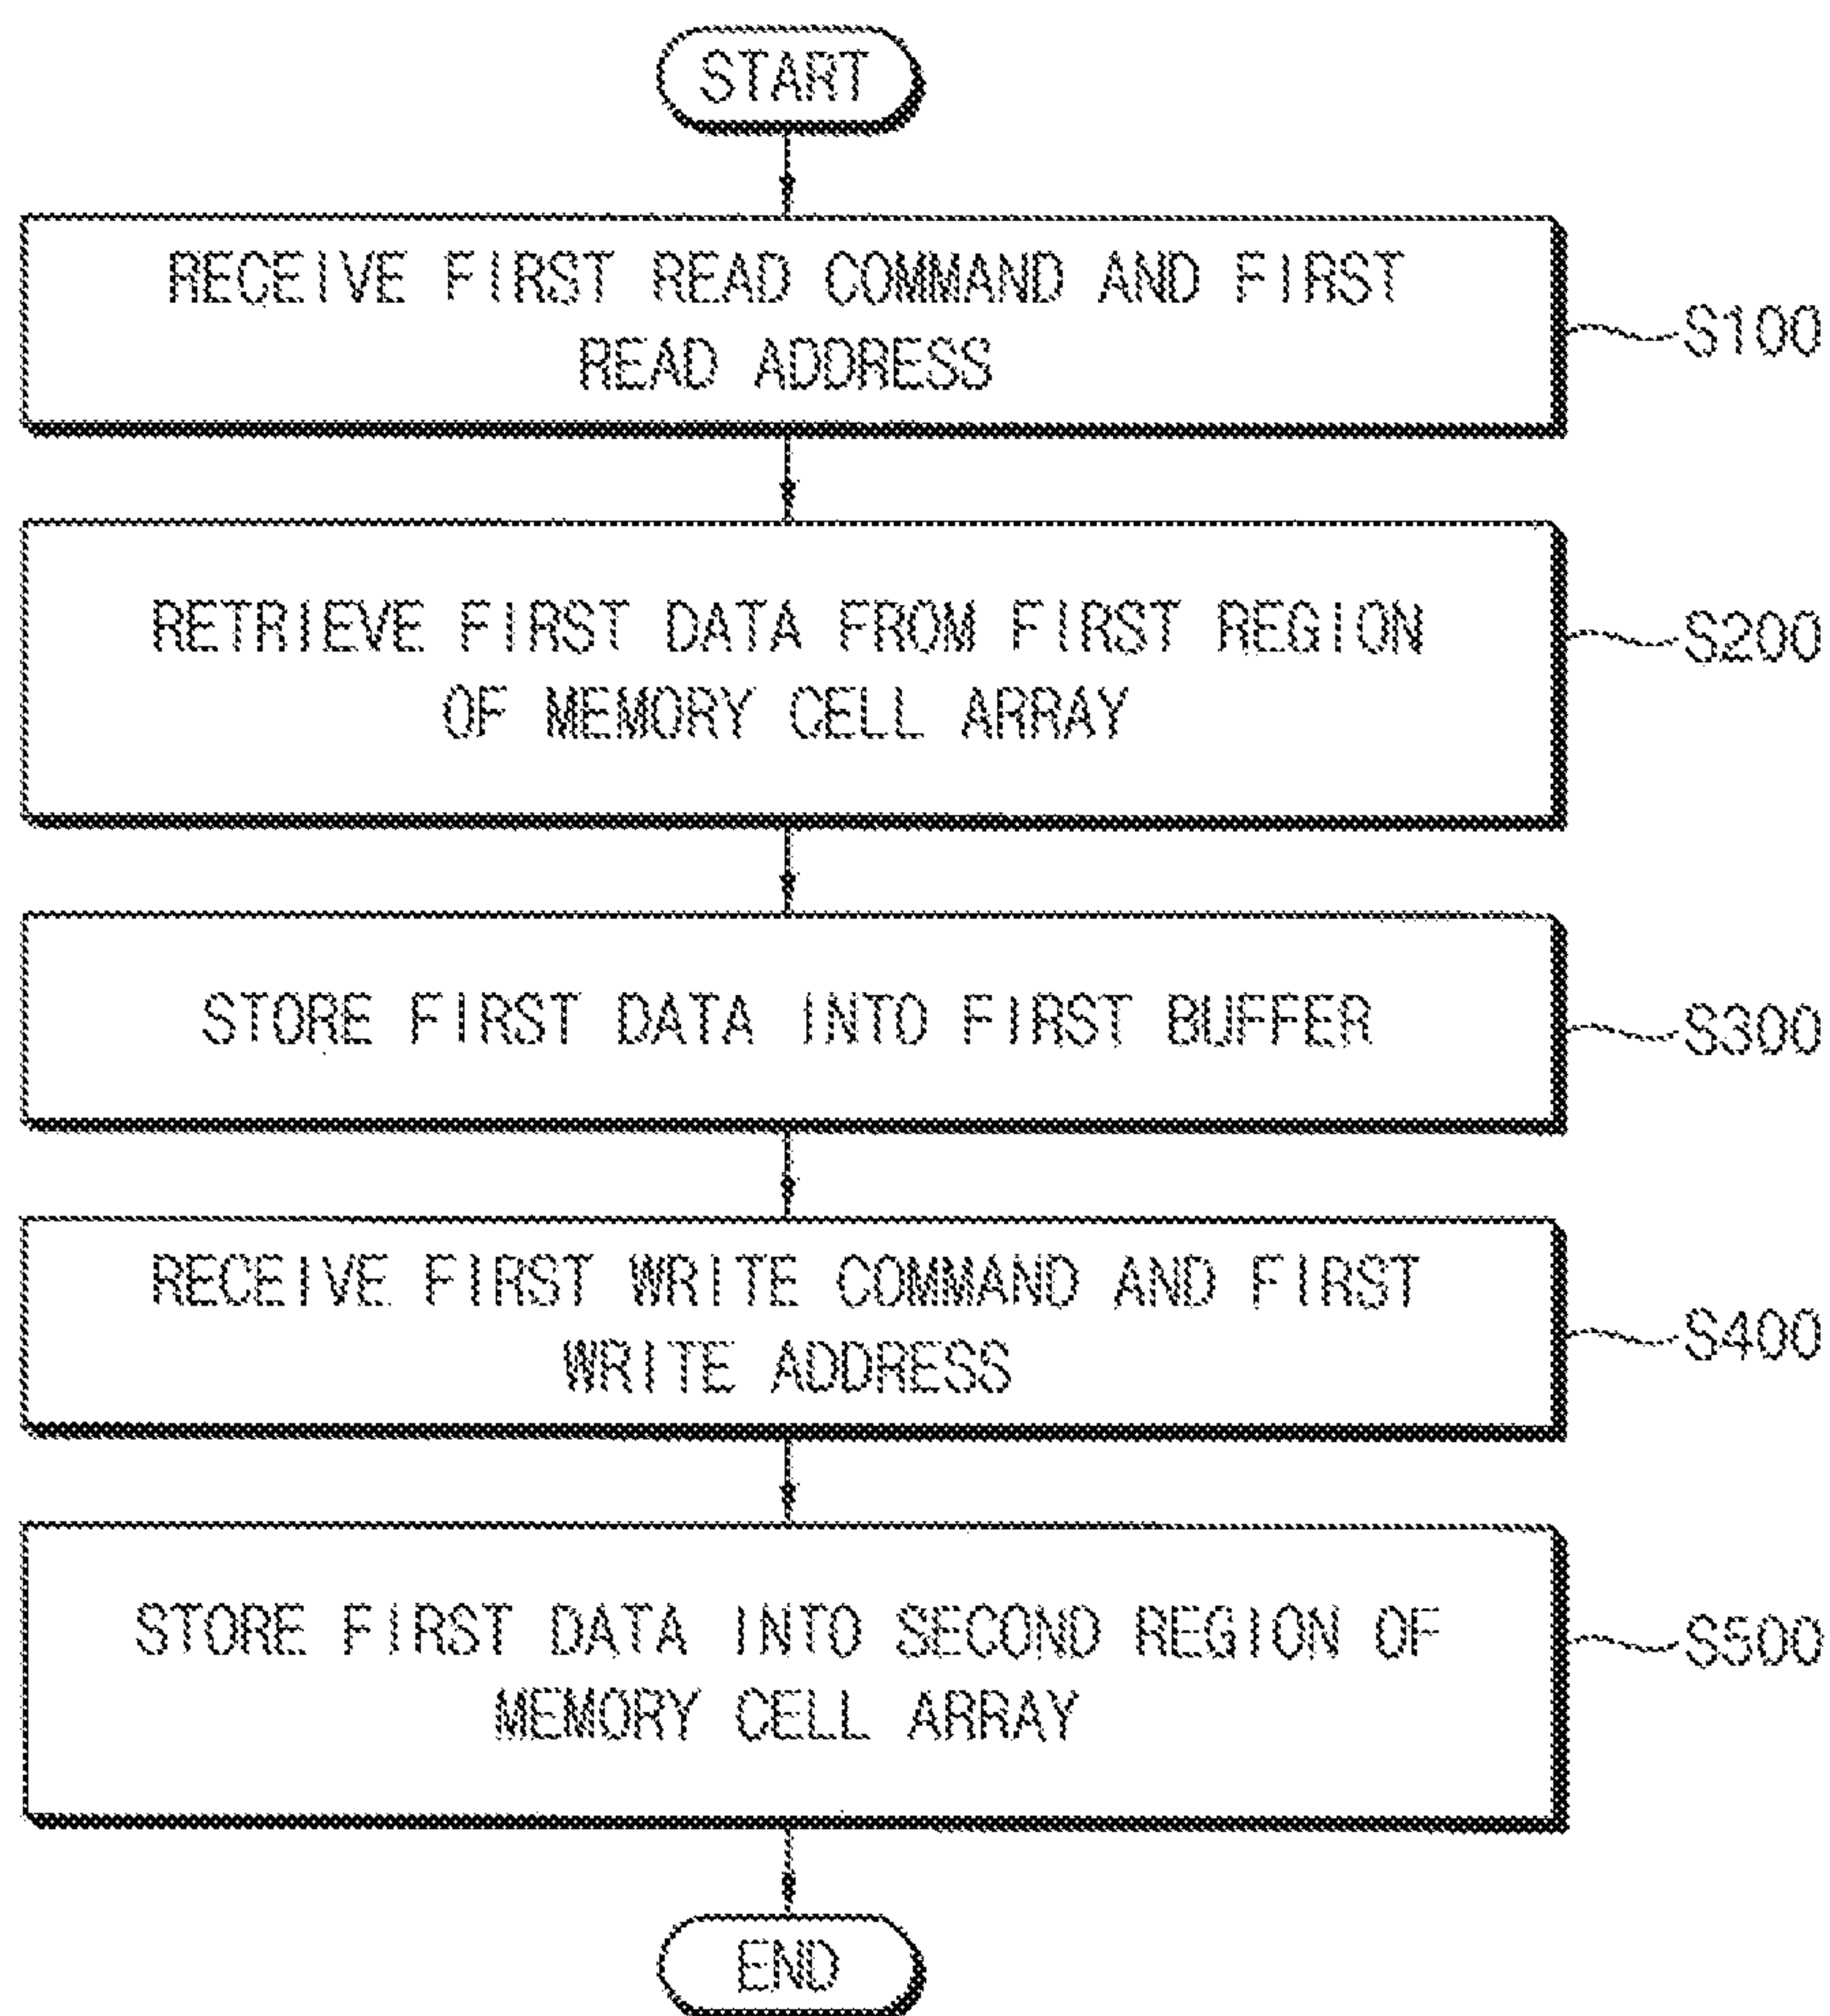 START
RECEIVE FIRST READ COMMAND AND FIRST
READ ADDRESS
S100
RETRIEVE FIRST DATA FROM FIRST REGION
OF MEMORY CELL ARRAY
S200
STORE FIRST DATA INTO FIRST BUFFER
S300
RECEIVE FIRST WRITE COMMAND AND FIRST
WRITE ADDRESS
S400
STORE FIRST DATA INTO SECOND REGION OF
MEMORY CELL ARRAY
S500
END